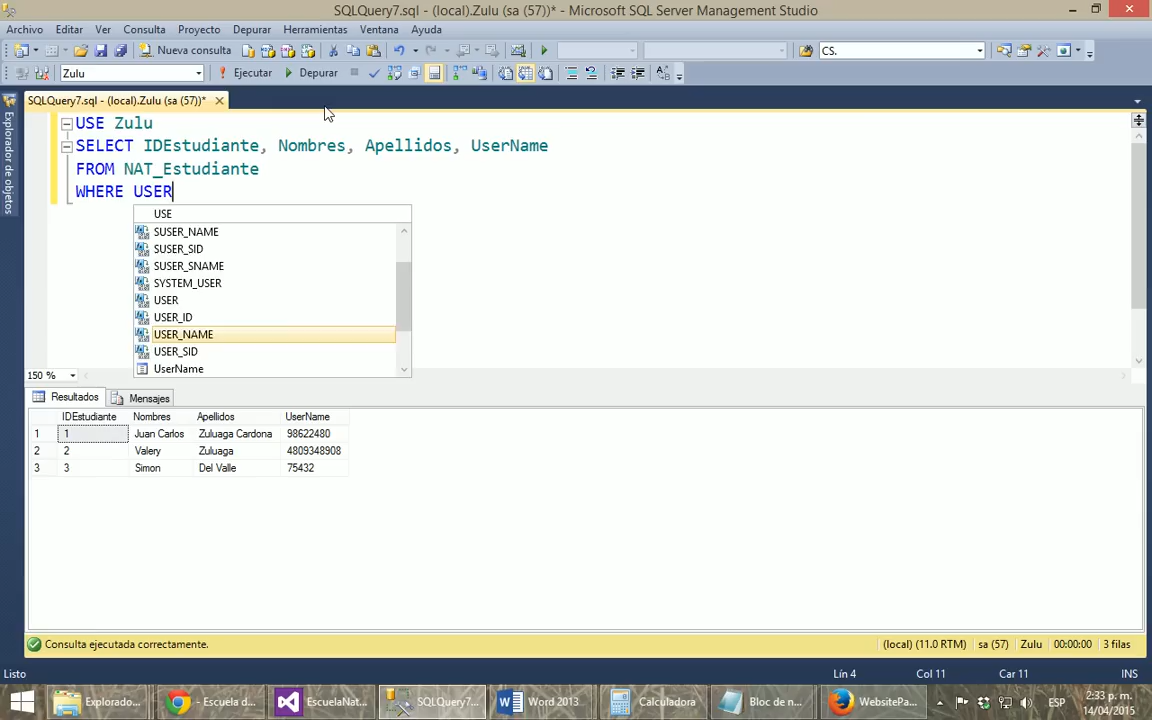 SQLQuery7.sql - (local).Zulu (sa (57))* - Microsoft SQL Server Management Studio
Archivo Editar Ver Consulta Proyecto Depurar Herramientas Ventana Ayuda
Nueva consulta CS.
Zulu Ejecutar Depurar
SQLQuery7.sql - (local).Zulu (sa (57))*
Explorador de objetos
USE Zulu
SELECT IDEstudiante, Nombres, Apellidos, UserName
FROM NAT_Estudiante
WHERE USER
USE
SUSER_NAME
SUSER_SID
SUSER_SNAME
SYSTEM_USER
USER
USER_ID
USER_NAME
USER_SID
UserName
150 %
Resultados Mensajes
IDEstudiante Nombres Apellidos UserName
1 1 Juan Carlos Zuluaga Cardona 98622480
2 2 Valery Zuluaga 4809348908
3 3 Simon Del Valle 75432
Consulta ejecutada correctamente. (local) (11.0 RTM) sa (57) Zulu 00:00:00 3 filas
Listo Lín 4 Col 11 Car 11 INS
Explorado... - Escuela d... EscuelaNat... SQLQuery7... Word 2013... Calculadora Bloc de n... WebsitePa... ESP 2:33 p. m.
14/04/2015